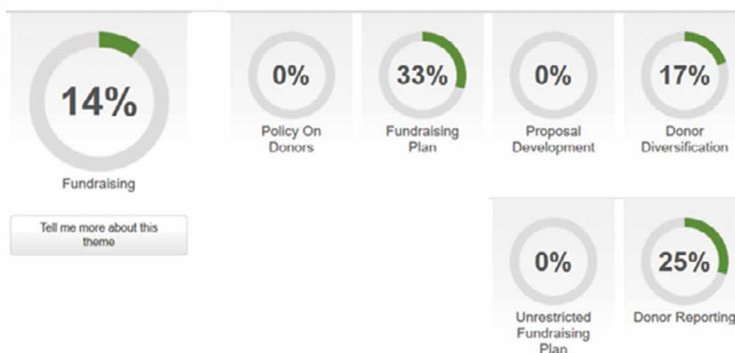 14%
Fundraising
Tell me more about this
theme
0%
Policy On
Donors
33%
Fundraising
Plan
0%
Proposal
Development
17%
Donor
Diversification
0%
Unrestricted
Fundraising
Plan
25%
Donor Reporting